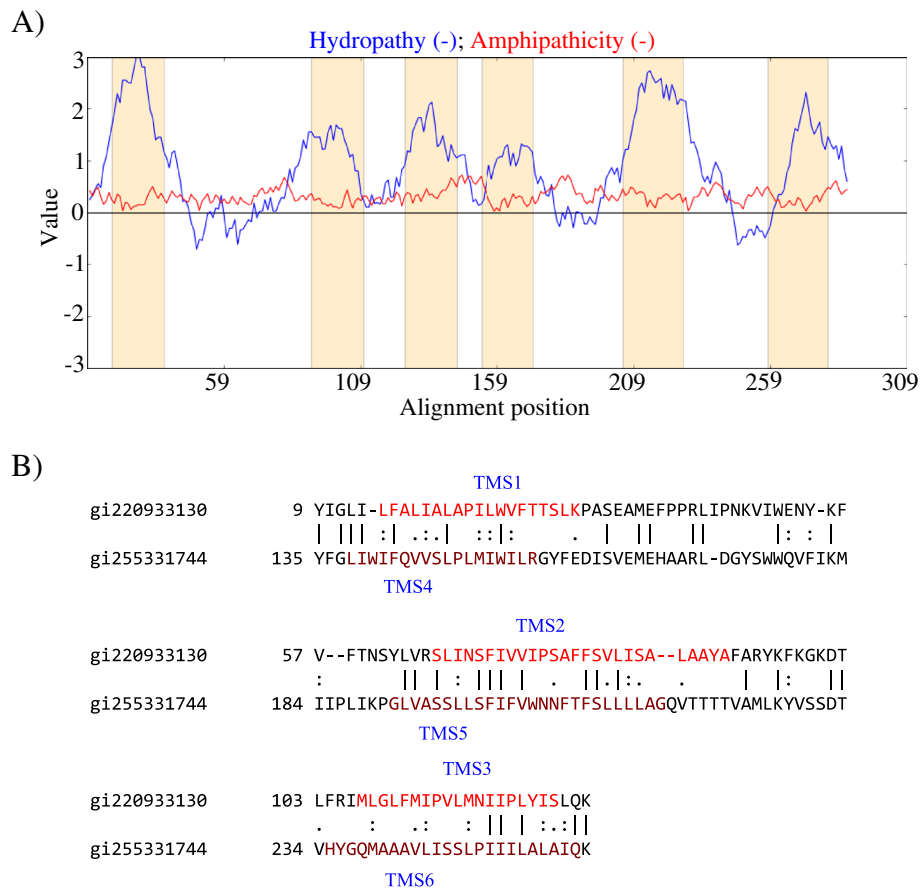 A)
Hydropathy (-); Amphipathicity (-)
3
2
1
0
-1
-2
-3
Value
59 109 159 209 259 309
Alignment position
B)
TMS1
gi220933130 9 YIGLI-LFALIALAPILWVFTTSLKPASEAMEFPPRLIPNKVIWENY-KF
| ||| :| .:.| ::|: . | || || |: : |
gi255331744 135 YFGLIWIFQVVSLPLMIWILRGYFEDISVEMEHAARL-DGYSWWQVFIKM
TMS4
TMS2
gi220933130 57 V--FTNSYLVRSLINSFIVVIPSAFFSVLISA--LAAYAFARYKFKGKDT
: || | :||| | . ||.|:. . | |: ||
gi255331744 184 IIPLIKPGLVASSLLSFIFVWNNFTFSLLLLAGQVTTTTVAMLKYVSSDT
TMS5
TMS3
gi220933130 103 LFRIMLGLFMIPVLMNIIPLYISLQK
. : .: : || | :.:||
gi255331744 234 VHYGQMAAAVLISSLPIIILALAIQK
TMS6